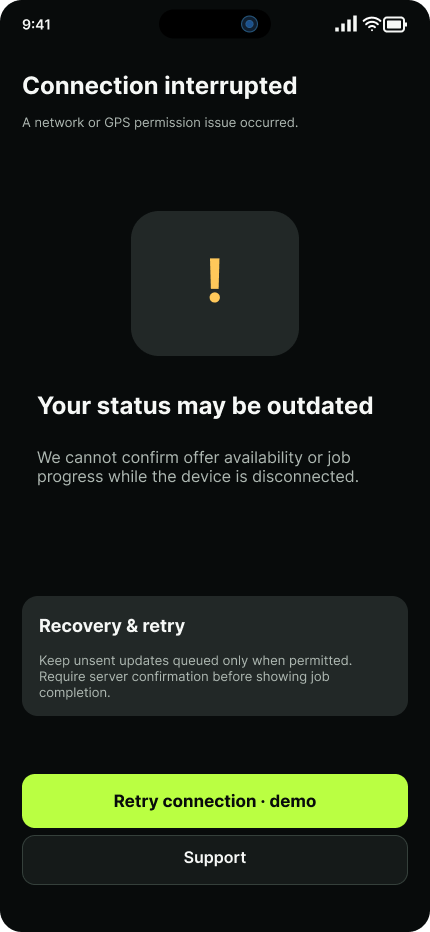 9:41
Connection interrupted
A network or GPS permission issue occurred.
!
Your status may be outdated
We cannot confirm offer availability or job
progress while the device is disconnected.
Recovery & retry
Keep unsent updates queued only when permitted.
Require server confirmation before showing job
completion.
Retry connection · demo
Support